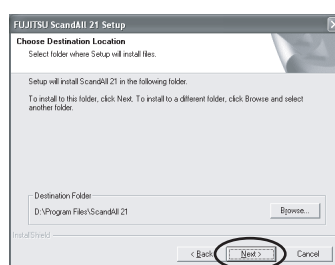 FUJITSU ScandAll 21 Setup
Choose Destination Location
Select folder where Setup will install files.
Setup will install ScandAll 21 in the following folder.
To install to this folder, click Next. To install to a different folder, click Browse and select
another folder.
Destination Folder
D:\Program Files\ScandAll 21
Browse...
InstallShield
< Back
Next >
Cancel